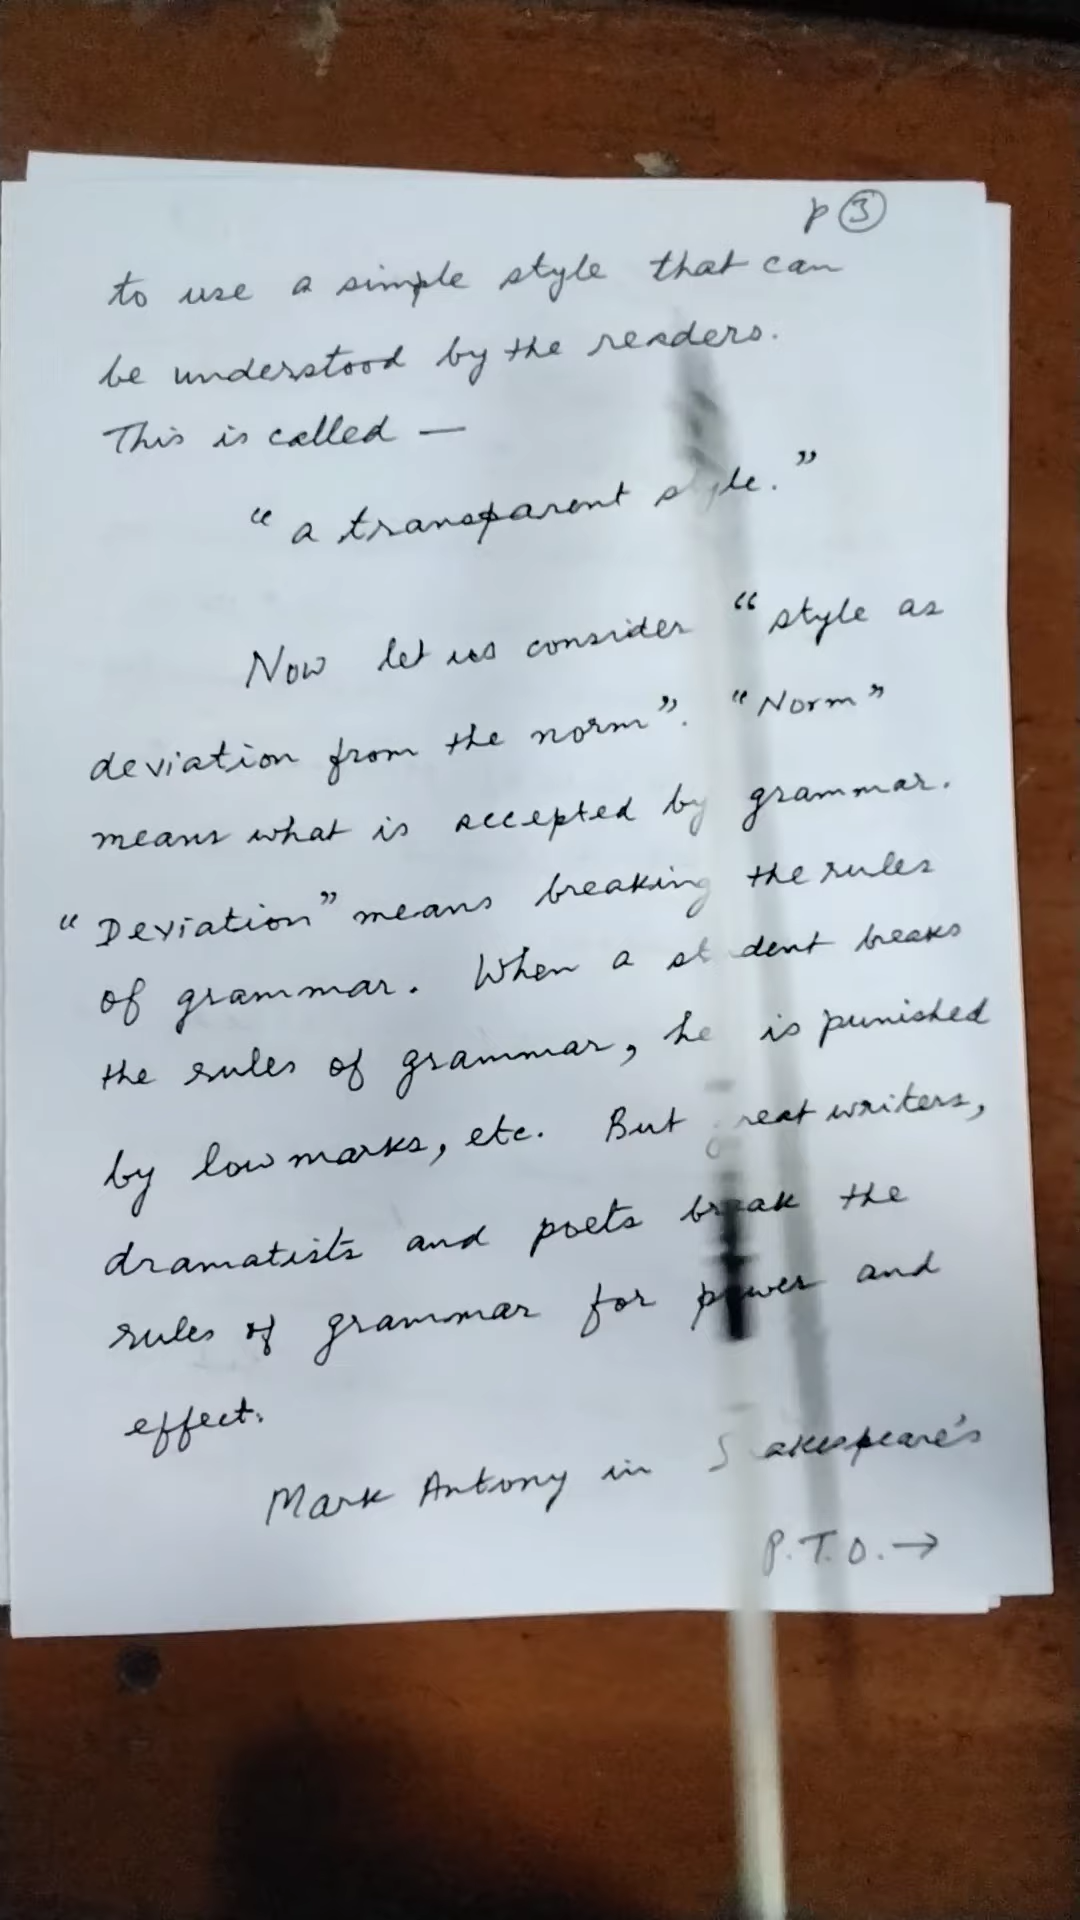 p 3
to use a simple style that can
be understood by the readers.
This is called —
"a transparent style."
Now let us consider "style as
deviation from the norm". "Norm"
means what is accepted by grammar.
"Deviation" means breaking the rules
of grammar. When a student breaks
the rules of grammar, he is punished
by low marks, etc. But great writers,
dramatists and poets break the
rules of grammar for power and
effect.
Mark Antony in Shakespeare's
P.T.O. →